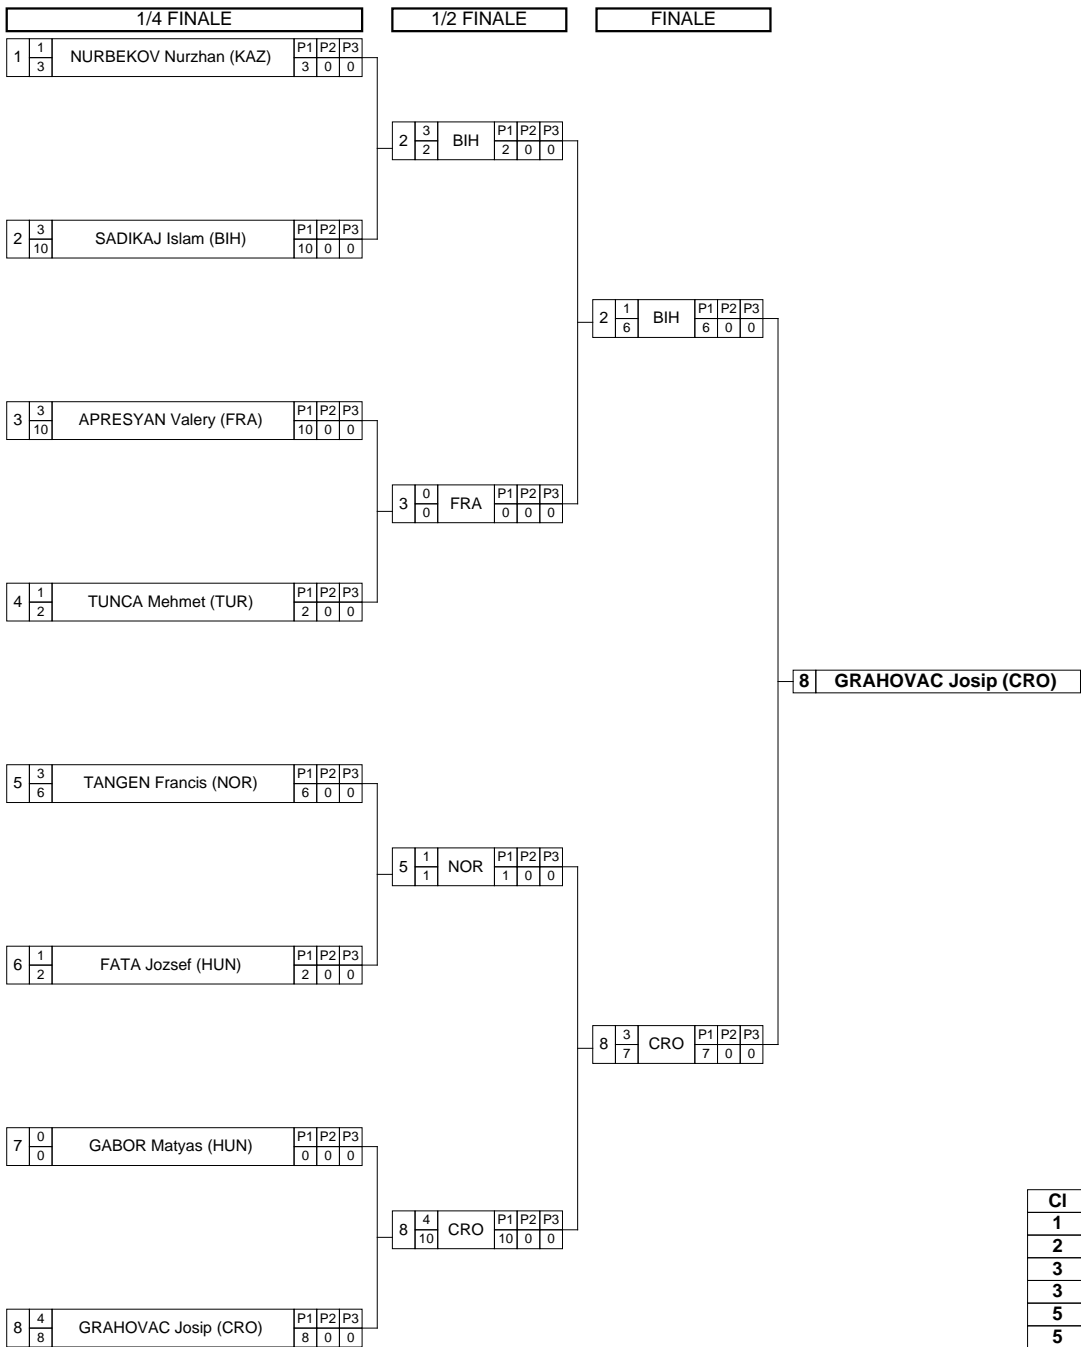 1/4 FINALE 1/2 FINALE FINALE
1 1 NURBEKOV Nurzhan (KAZ) P1 P2 P3
3 3 0 0
2 3 BIH P1 P2 P3
2 2 0 0
2 3 SADIKAJ Islam (BIH) P1 P2 P3
10 10 0 0
2 1 BIH P1 P2 P3
6 6 0 0
3 3 APRESYAN Valery (FRA) P1 P2 P3
10 10 0 0
3 0 FRA P1 P2 P3
0 0 0 0
4 1 TUNCA Mehmet (TUR) P1 P2 P3
2 2 0 0
8 GRAHOVAC Josip (CRO)
5 3 TANGEN Francis (NOR) P1 P2 P3
6 6 0 0
5 1 NOR P1 P2 P3
1 1 0 0
6 1 FATA Jozsef (HUN) P1 P2 P3
2 2 0 0
8 3 CRO P1 P2 P3
7 7 0 0
7 0 GABOR Matyas (HUN) P1 P2 P3
0 0 0 0
8 4 CRO P1 P2 P3
10 10 0 0
8 4 GRAHOVAC Josip (CRO) P1 P2 P3
8 8 0 0
Cl
1
2
3
3
5
5